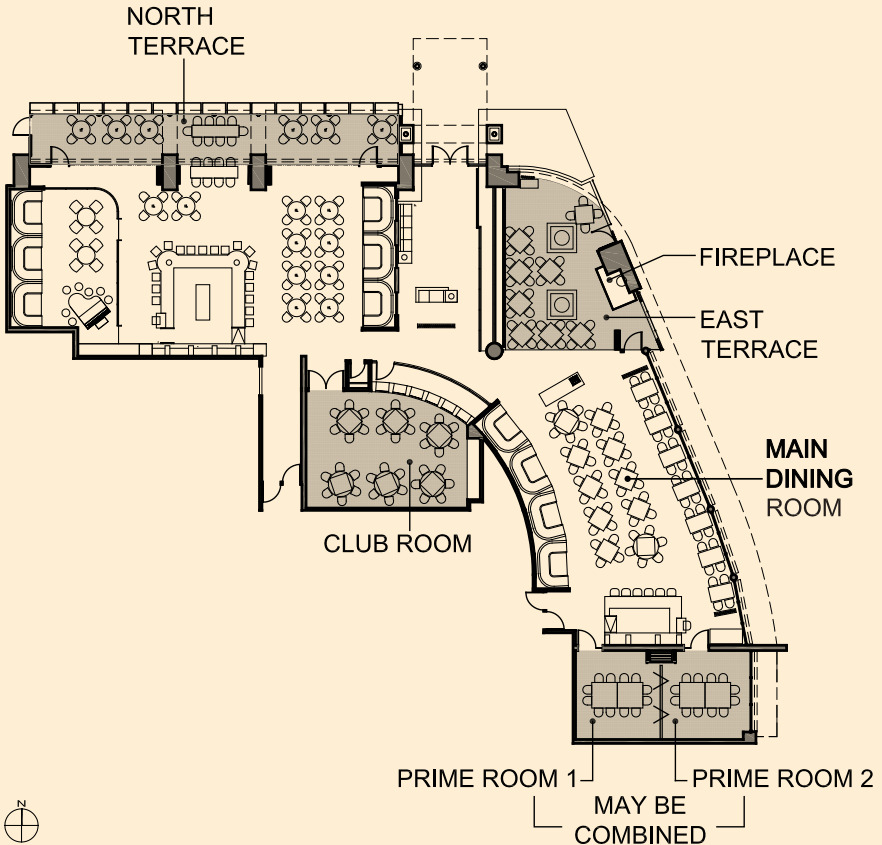 NORTH
TERRACE
FIREPLACE
EAST
TERRACE
MAIN
DINING
ROOM
CLUB ROOM
PRIME ROOM 1
PRIME ROOM 2
MAY BE
COMBINED
N